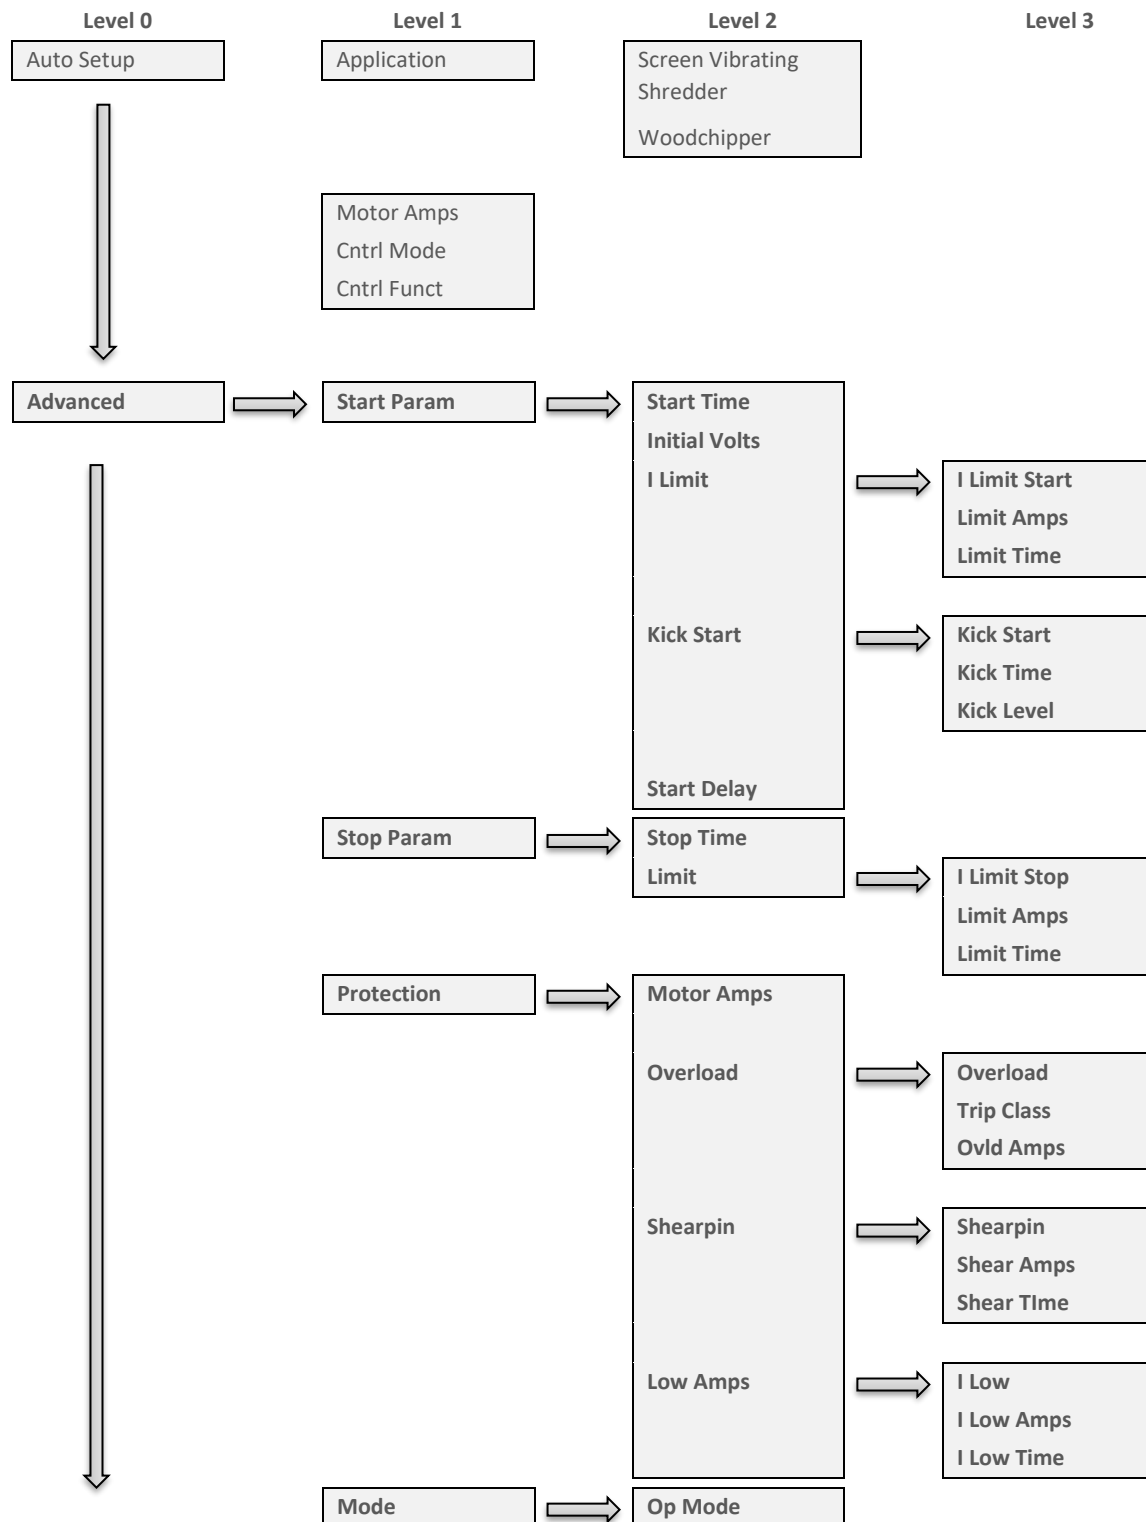 Level 0 Level 1 Level 2 Level 3
Auto Setup Application Screen Vibrating
Shredder
Woodchipper
Motor Amps
Cntrl Mode
Cntrl Funct
Advanced Start Param Start Time
Initial Volts
I Limit I Limit Start
Limit Amps
Limit Time
Kick Start Kick Start
Kick Time
Kick Level
Start Delay
Stop Param Stop Time
Limit I Limit Stop
Limit Amps
Limit Time
Protection Motor Amps
Overload Overload
Trip Class
Ovld Amps
Shearpin Shearpin
Shear Amps
Shear TIme
Low Amps I Low
I Low Amps
I Low Time
Mode Op Mode